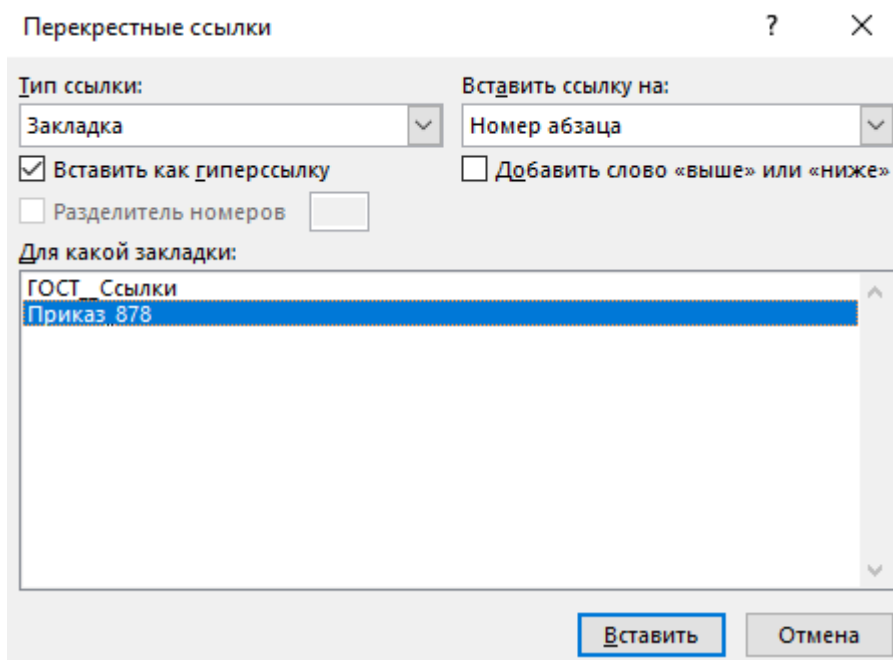 Перекрестные ссылки ? ×
Тип ссылки: Вставить ссылку на:
Закладка Номер абзаца
Вставить как гиперссылку Добавить слово «выше» или «ниже»
Разделитель номеров
Для какой закладки:
ГОСТ__Ссылки
Приказ_878
Вставить Отмена